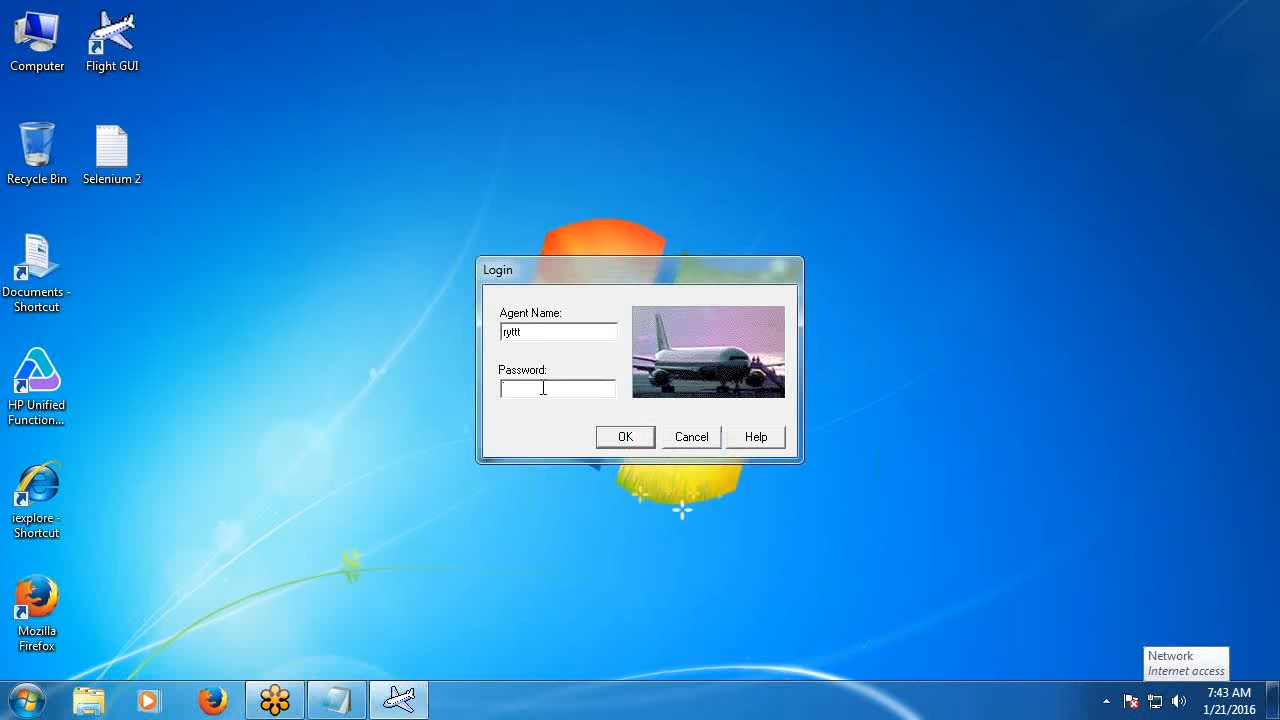 Computer
Flight GUI
Recycle Bin
Selenium 2
Documents -
Shortcut
HP Unified
Function...
iexplore -
Shortcut
Mozilla
Firefox
Login
Agent Name:
ryttt
Password:
OK
Cancel
Help
Network
Internet access
7:43 AM
1/21/2016